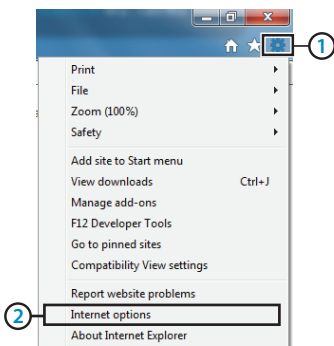 1
Print
File
Zoom (100%)
Safety
Add site to Start menu
View downloads Ctrl+J
Manage add-ons
F12 Developer Tools
Go to pinned sites
Compatibility View settings
Report website problems
2
Internet options
About Internet Explorer